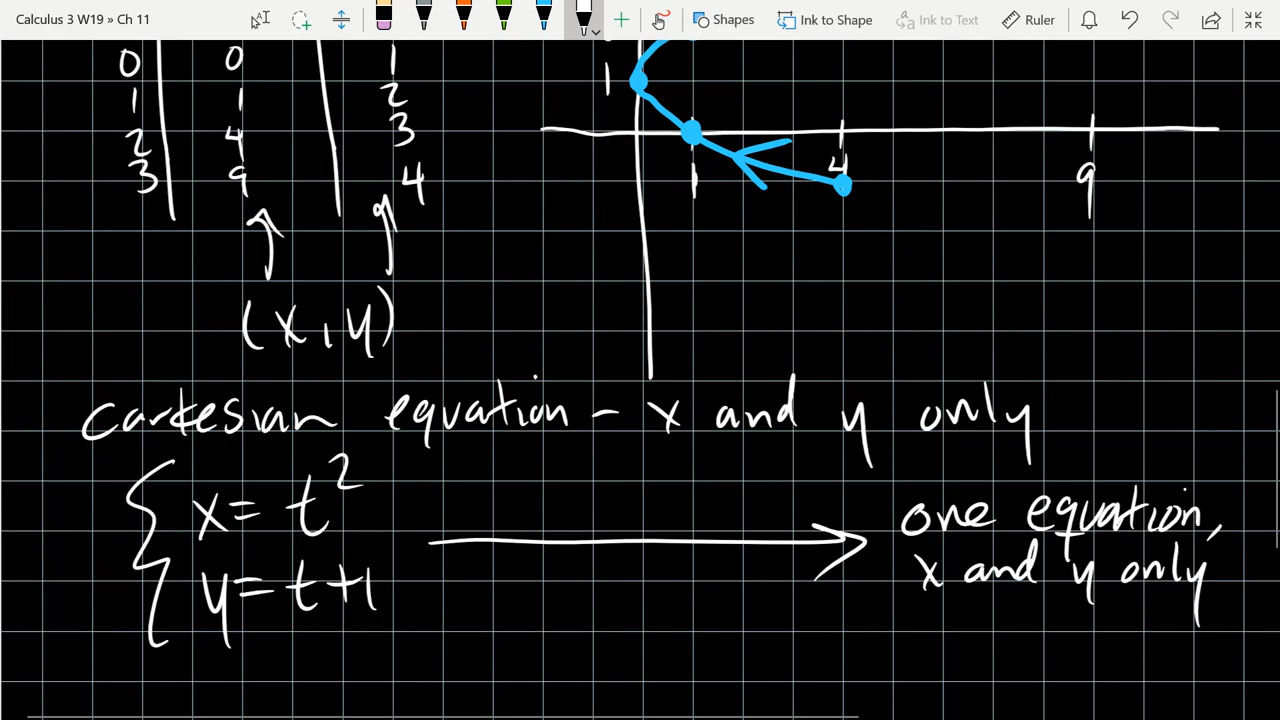 Calculus 3 W19 » Ch 11
Shapes
Ink to Shape
Ink to Text
Ruler
0 0 1
1 1 2
2 4 3
3 9 4
1
1
4
9
(x, y)
Cartesian equation - x and y only
x = t²
y = t+1
one equation,
x and y only